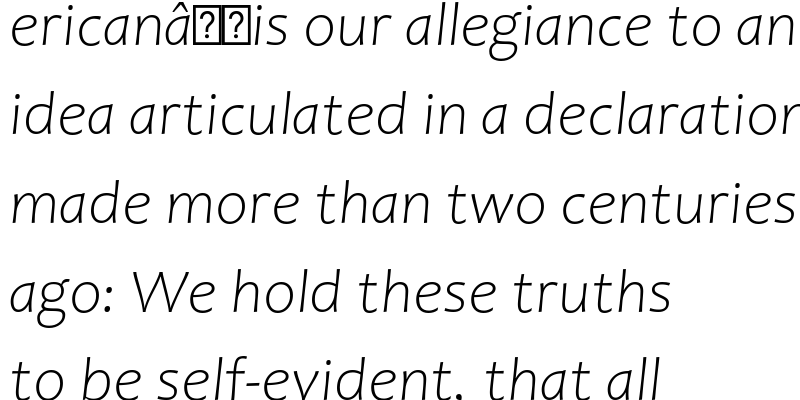 ericanâ��is our allegiance to an
idea articulated in a declaration
made more than two centuries
ago: We hold these truths
to be self-evident, that all